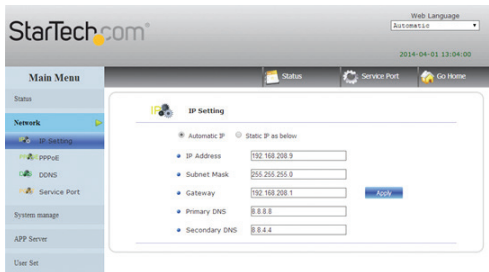 StarTech.com®
Web Language
Automatic
2014-04-01 13:04:00
Main Menu
Status
Service Port
Go Home
Status
Network
IP Setting
PPPoE
DDNS
Service Port
System manage
APP Server
User Set
IP Setting
Automatic IP
Static IP as below
IP Address 192.168.208.9
Subnet Mask 255.255.255.0
Gateway 192.168.208.1
Apply
Primary DNS 8.8.8.8
Secondary DNS 8.8.4.4